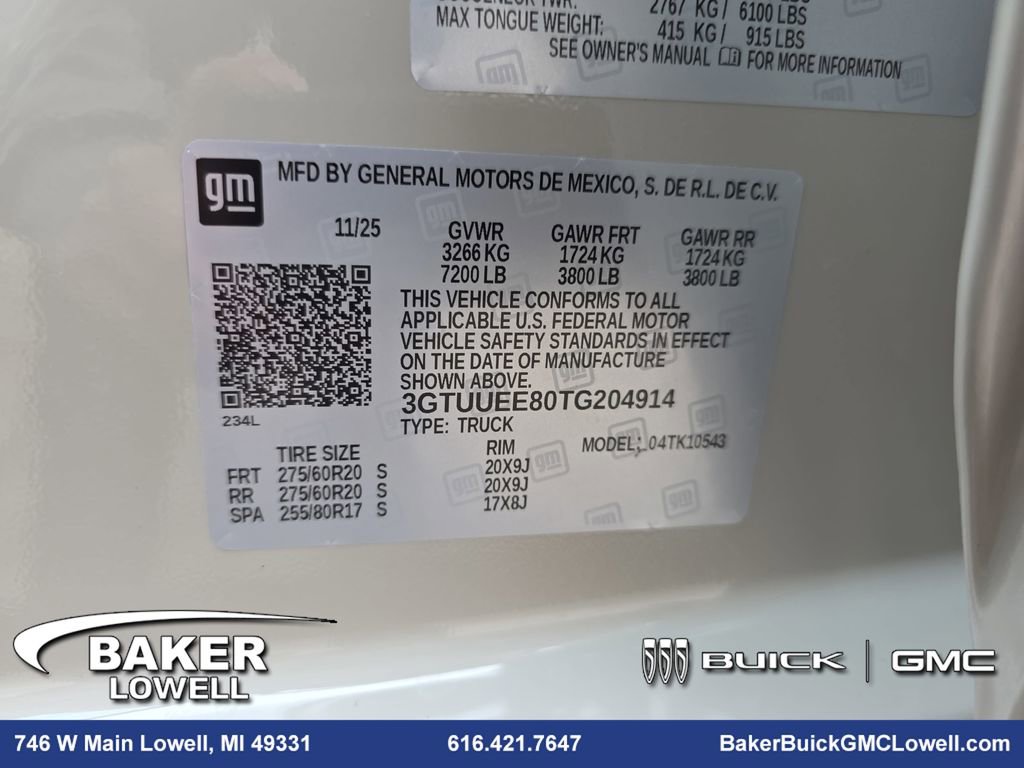 2767 KG/ 6100 LBS
MAX TONGUE WEIGHT: 415 KG/ 915 LBS
SEE OWNER'S MANUAL FOR MORE INFORMATION
gm
MFD BY GENERAL MOTORS DE MEXICO, S. DE R.L. DE C.V.
11/25 GVWR GAWR FRT GAWR RR
3266 KG 1724 KG 1724 KG
7200 LB 3800 LB 3800 LB
THIS VEHICLE CONFORMS TO ALL
APPLICABLE U.S. FEDERAL MOTOR
VEHICLE SAFETY STANDARDS IN EFFECT
ON THE DATE OF MANUFACTURE
SHOWN ABOVE.
3GTUUEE80TG204914
234L
TYPE: TRUCK
TIRE SIZE RIM MODEL: 04TK10543
FRT 275/60R20 S 20X9J
RR 275/60R20 S 20X9J
SPA 255/80R17 S 17X8J
BAKER
LOWELL
BUICK | GMC
746 W Main Lowell, MI 49331 616.421.7647 BakerBuickGMCLowell.com